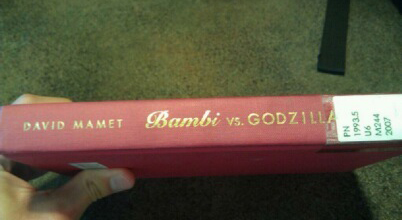 DAVID MAMET Bambi vs. GODZILLA
PN
1993.5
U6
M244
2007